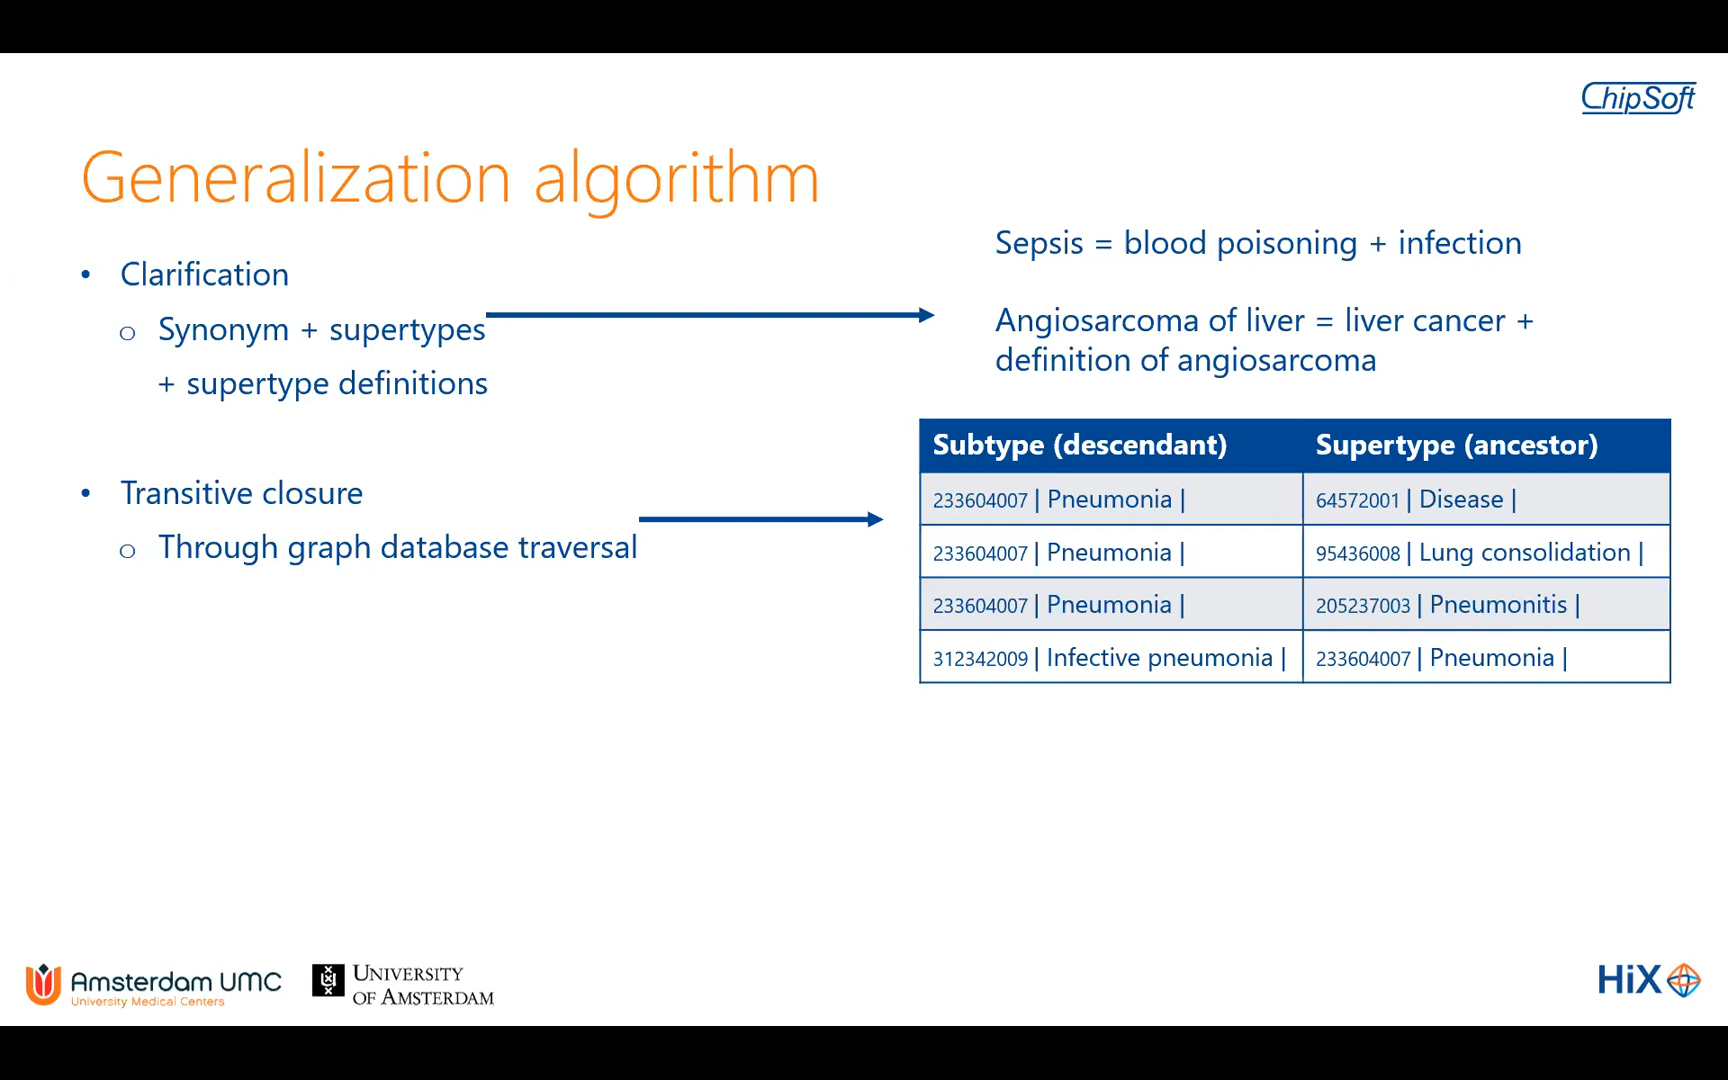 ChipSoft
Generalization algorithm
• Clarification
o Synonym + supertypes
+ supertype definitions
Sepsis = blood poisoning + infection
Angiosarcoma of liver = liver cancer +
definition of angiosarcoma
• Transitive closure
o Through graph database traversal
Subtype (descendant) Supertype (ancestor)
233604007 | Pneumonia | 64572001 | Disease |
233604007 | Pneumonia | 95436008 | Lung consolidation |
233604007 | Pneumonia | 205237003 | Pneumonitis |
312342009 | Infective pneumonia | 233604007 | Pneumonia |
Amsterdam UMC
University Medical Centers
UNIVERSITY
OF AMSTERDAM
HiX